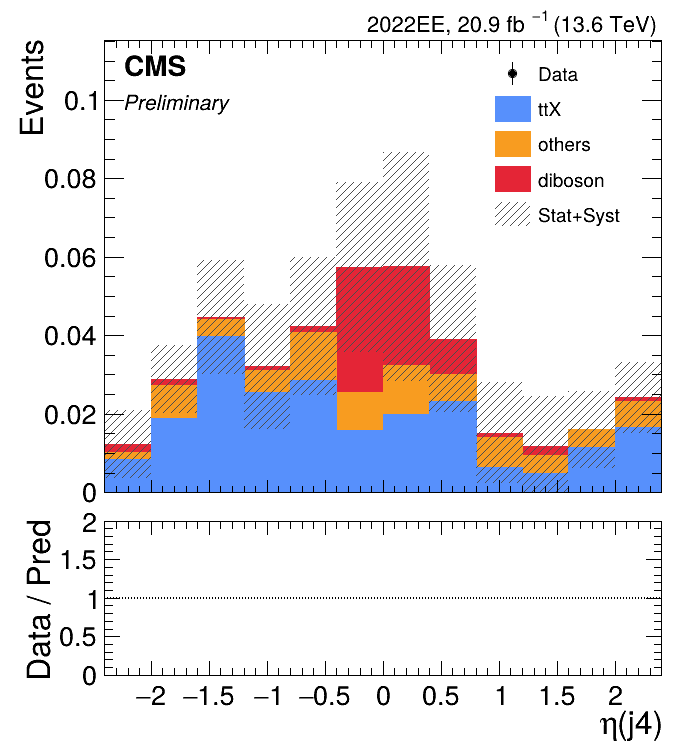 2022EE, 20.9 fb⁻¹ (13.6 TeV)
CMS
Preliminary
Events
Data
ttX
others
diboson
Stat+Syst
0.1
0.08
0.06
0.04
0.02
0
Data / Pred
2
1.5
1
0.5
0
−2 −1.5 −1 −0.5 0 0.5 1 1.5 2
η(j4)